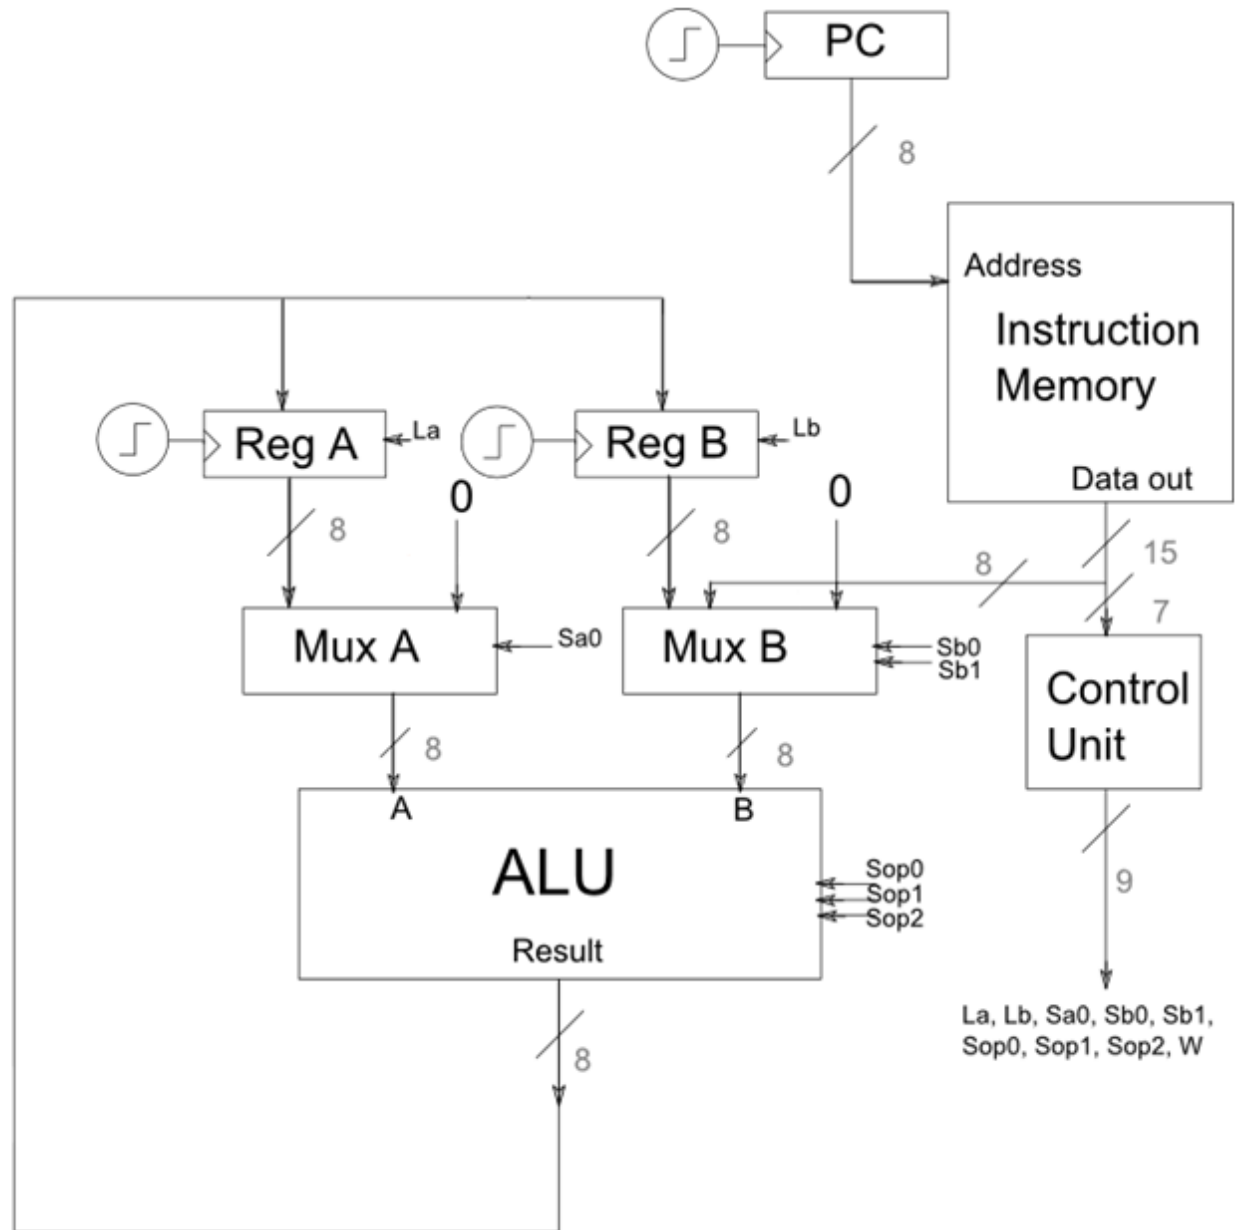 PC
8
Address
Instruction
Memory
Data out
Reg A
La
Reg B
Lb
0
0
8
8
8
15
7
Mux A
Sa0
Mux B
Sb0
Sb1
Control
Unit
8
8
A
B
ALU
Sop0
Sop1
Sop2
9
Result
8
La, Lb, Sa0, Sb0, Sb1,
Sop0, Sop1, Sop2, W